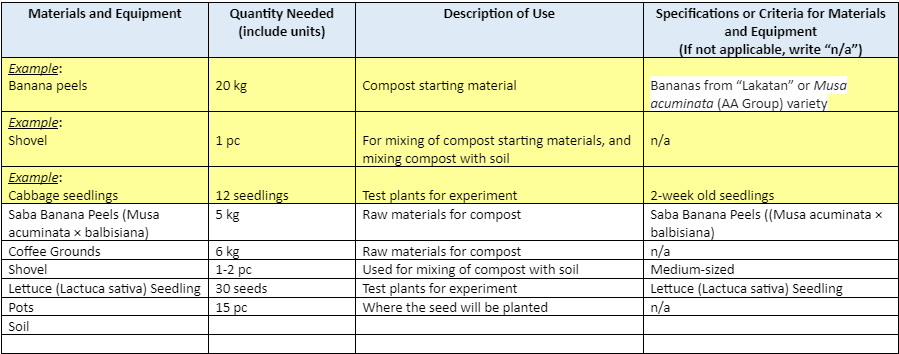 Materials and Equipment
Quantity Needed
(include units)
Description of Use
Specifications or Criteria for Materials
and Equipment
(If not applicable, write “n/a”)
Example:
Banana peels
20 kg
Compost starting material
Bananas from “Lakatan” or Musa
acuminata (AA Group) variety
Example:
Shovel
1 pc
For mixing of compost starting materials, and
mixing compost with soil
n/a
Example:
Cabbage seedlings
12 seedlings
Test plants for experiment
2-week old seedlings
Saba Banana Peels (Musa
acuminata × balbisiana)
5 kg
Raw materials for compost
Saba Banana Peels ((Musa acuminata ×
balbisiana)
Coffee Grounds
6 kg
Raw materials for compost
n/a
Shovel
1-2 pc
Used for mixing of compost with soil
Medium-sized
Lettuce (Lactuca sativa) Seedling
30 seeds
Test plants for experiment
Lettuce (Lactuca sativa) Seedling
Pots
15 pc
Where the seed will be planted
n/a
Soil